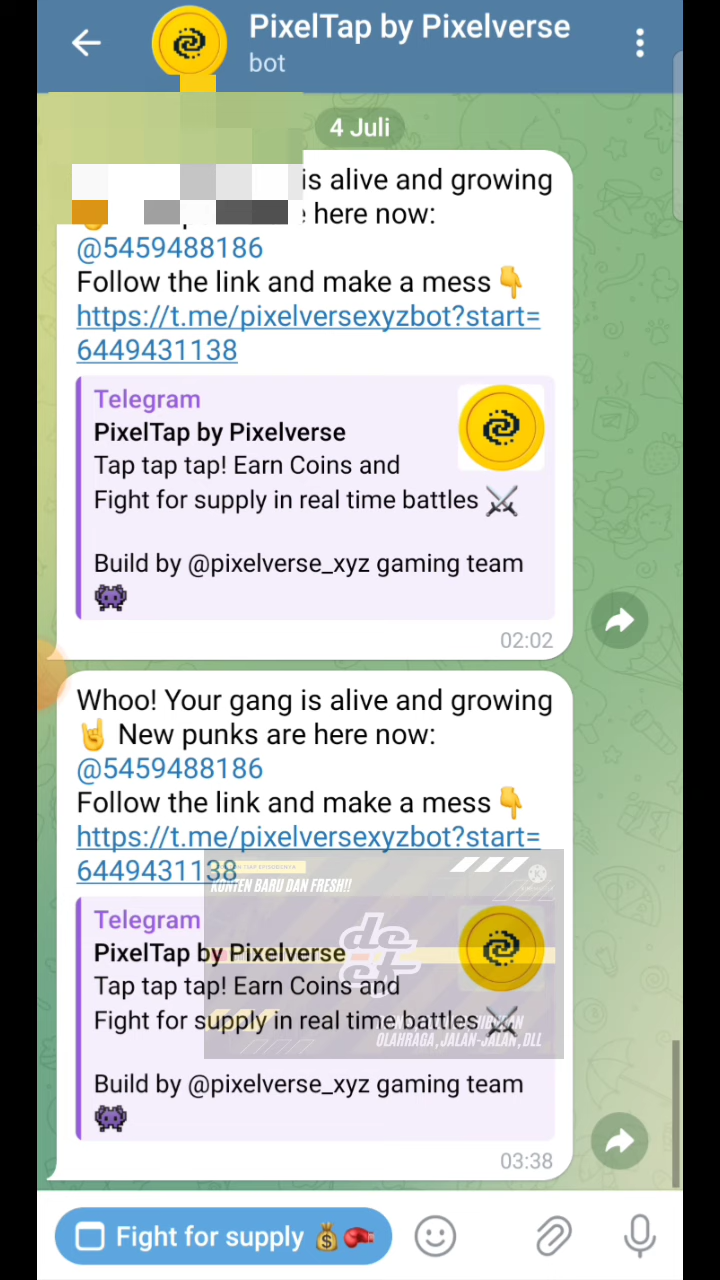 PixelTap by Pixelverse
bot
4 Juli
is alive and growing
here now:
@5459488186
Follow the link and make a mess 👇
https://t.me/pixelversexyzbot?start=
6449431138
Telegram
PixelTap by Pixelverse
Tap tap tap! Earn Coins and
Fight for supply in real time battles ⚔️
Build by @pixelverse_xyz gaming team
👾
02:02
Whoo! Your gang is alive and growing
🤘 New punks are here now:
@5459488186
Follow the link and make a mess 👇
https://t.me/pixelversexyzbot?start=
6449431138
KONTEN BARU DAN FRESH!!
Telegram
PixelTap by Pixelverse
Tap tap tap! Earn Coins and
Fight for supply in real time battles ⚔️
OLAHRAGA, JALAN-JALAN, DLL
Build by @pixelverse_xyz gaming team
👾
03:38
Fight for supply 💰🥊